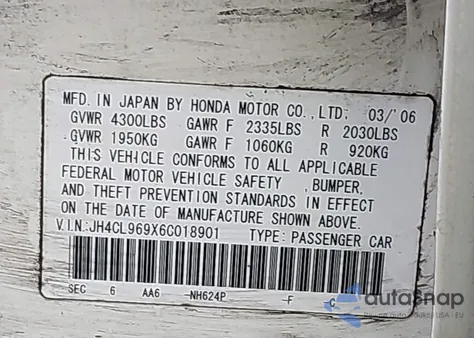 MFD. IN JAPAN BY HONDA MOTOR CO., LTD. 03/'06
GVWR 4300LBS GAWR F 2335LBS R 2030LBS
GVWR 1950KG GAWR F 1060KG R 920KG
THIS VEHICLE CONFORMS TO ALL APPLICABLE
FEDERAL MOTOR VEHICLE SAFETY ,BUMPER,
AND THEFT PREVENTION STANDARDS IN EFFECT
ON THE DATE OF MANUFACTURE SHOWN ABOVE.
V.I.N:JH4CL969X6C018901 TYPE: PASSENGER CAR
SEC 6 AA6 -NH624P -F -C
autosnap